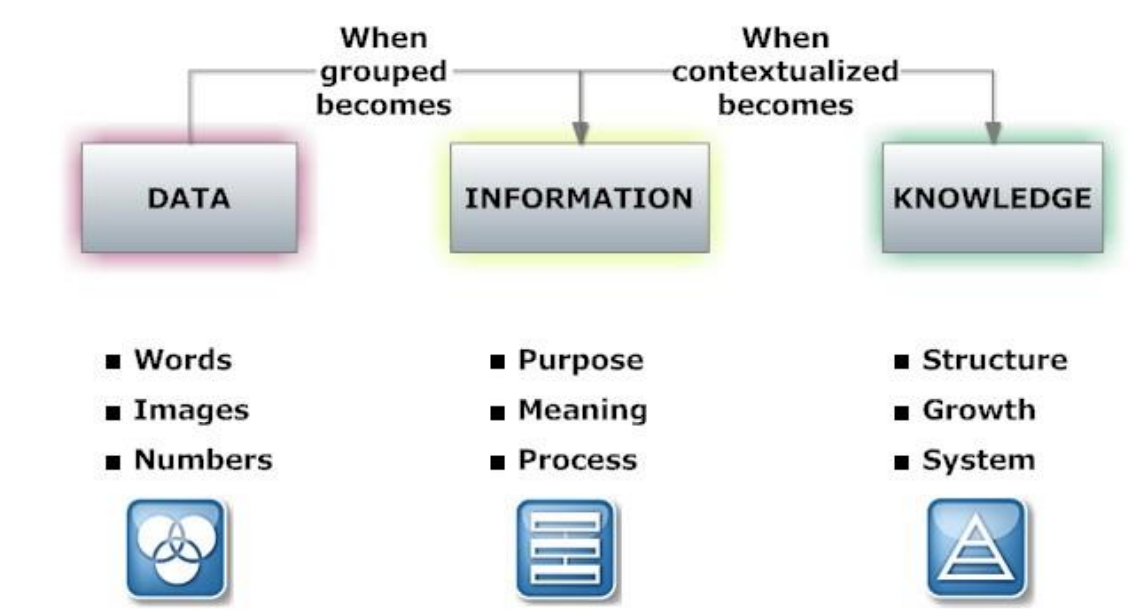 When
grouped
becomes
When
contextualized
becomes
DATA
INFORMATION
KNOWLEDGE
■ Words
■ Images
■ Numbers
■ Purpose
■ Meaning
■ Process
■ Structure
■ Growth
■ System